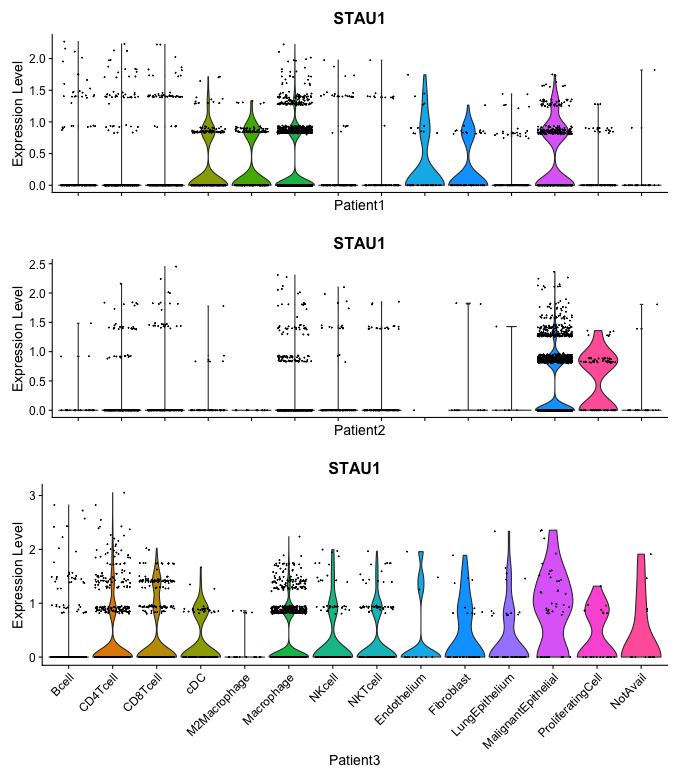 STAU1
Expression Level
2.0
1.5
1.0
0.5
0.0
Patient1
STAU1
Expression Level
2.5
2.0
1.5
1.0
0.5
0.0
Patient2
STAU1
Expression Level
3
2
1
0
Bcell
CD4Tcell
CD8Tcell
cDC
M2Macrophage
Macrophage
NKcell
NKTcell
Endothelium
Fibroblast
LungEpithelium
MalignantEpithelial
ProliferatingCell
NotAvail
Patient3